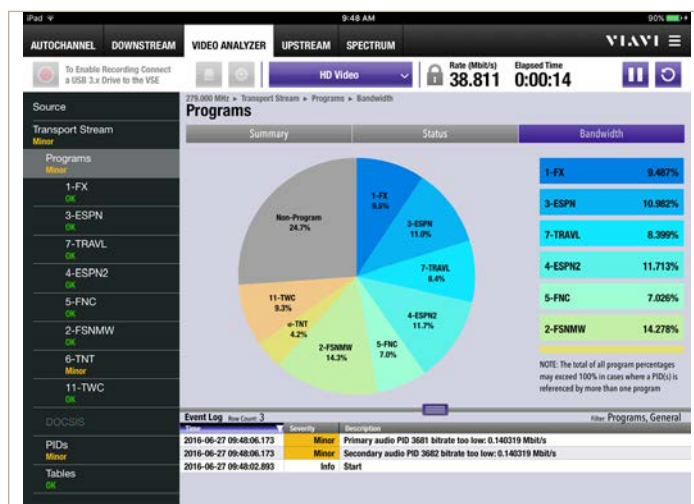 iPad
9:48 AM
90%
AUTOCHANNEL DOWNSTREAM VIDEO ANALYZER UPSTREAM SPECTRUM
VIAVI
To Enable Recording Connect
a USB 3.x Drive to the VSE
HD Video
Rate (Mbit/s)
38.811
Elapsed Time
0:00:14
279.000 MHz ▸ Transport Stream ▸ Programs ▸ Bandwidth
Programs
Summary Status Bandwidth
Source
Transport Stream
Minor
Programs
Minor
1-FX
OK
3-ESPN
OK
7-TRAVL
OK
4-ESPN2
OK
5-FNC
OK
2-FSNMW
OK
6-TNT
Minor
11-TWC
OK
DOCSIS
PIDs
Minor
Tables
OK
1-FX
9.5%
3-ESPN
11.0%
7-TRAVL
8.4%
4-ESPN2
11.7%
5-FNC
7.0%
2-FSNMW
14.3%
6-TNT
4.2%
11-TWC
9.3%
Non-Program
24.7%
1-FX 9.487%
3-ESPN 10.982%
7-TRAVL 8.399%
4-ESPN2 11.713%
5-FNC 7.026%
2-FSNMW 14.278%
NOTE: The total of all program percentages
may exceed 100% in cases where a PID(s) is
referenced by more than one program
Event Log Row Count: 3
Filter: Programs, General
Time Severity Description
2016-06-27 09:48:06.173 Minor Primary audio PID 3681 bitrate too low: 0.140319 Mbit/s
2016-06-27 09:48:06.173 Minor Secondary audio PID 3682 bitrate too low: 0.140319 Mbit/s
2016-06-27 09:48:02.893 Info Start